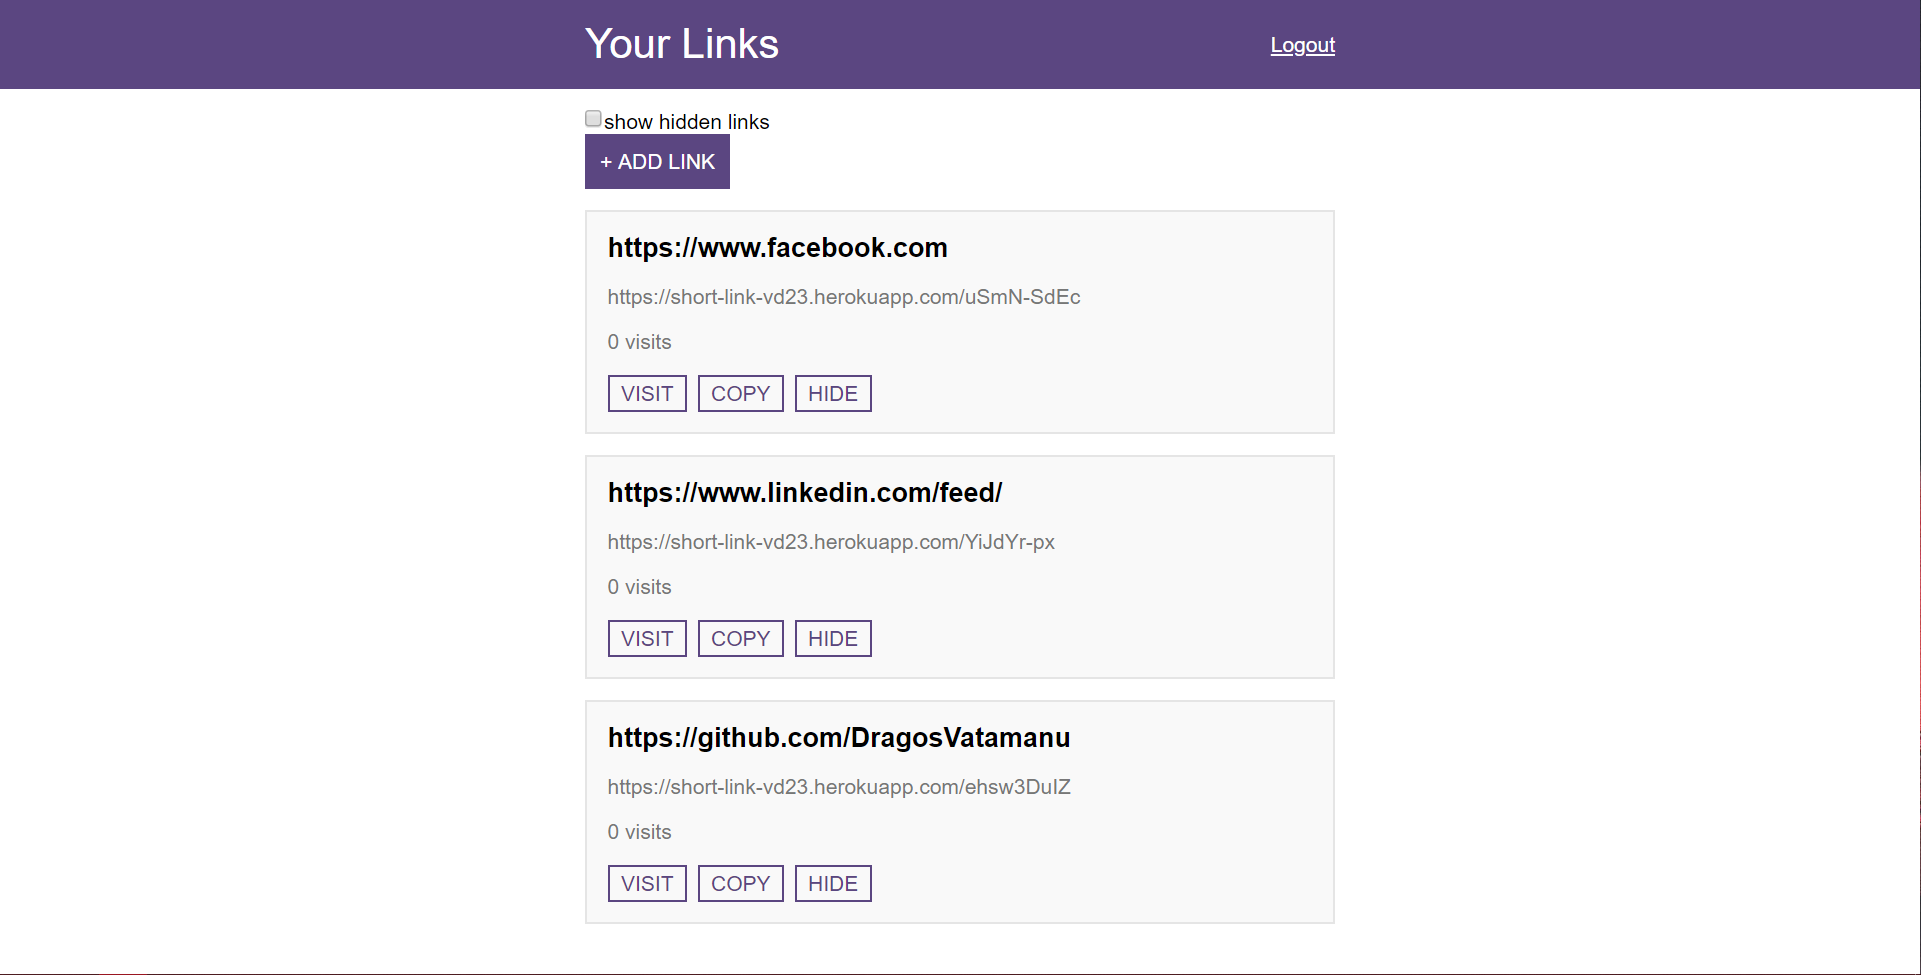 Your Links
Logout
show hidden links
+ ADD LINK
https://www.facebook.com
https://short-link-vd23.herokuapp.com/uSmN-SdEc
0 visits
VISIT COPY HIDE
https://www.linkedin.com/feed/
https://short-link-vd23.herokuapp.com/YiJdYr-px
0 visits
VISIT COPY HIDE
https://github.com/DragosVatamanu
https://short-link-vd23.herokuapp.com/ehsw3DulZ
0 visits
VISIT COPY HIDE